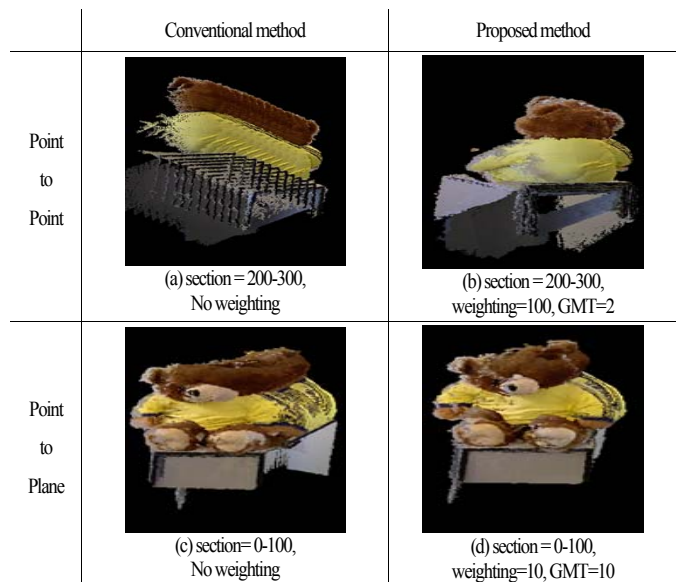 Conventional method
Proposed method
Point
to
Point
(a) section = 200-300,
No weighting
(b) section = 200-300,
weighting=100, GMT=2
Point
to
Plane
(c) section= 0-100,
No weighting
(d) section = 0-100,
weighting=10, GMT=10